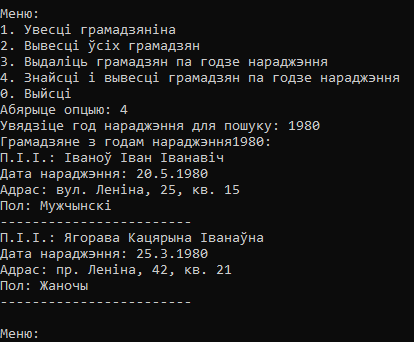 Меню:
1. Увесці грамадзяніна
2. Вывесці ўсіх грамадзян
3. Выдаліць грамадзян па годзе нараджэння
4. Знайсці і вывесці грамадзян па годзе нараджэння
0. Выйсці
Абярыце опцыю: 4
Увядзіце год нараджэння для пошуку: 1980
Грамадзяне з годам нараджэння1980:
П.І.І.: Іваноў Іван Іванавіч
Дата нараджэння: 20.5.1980
Адрас: вул. Леніна, 25, кв. 15
Пол: Мужчынскі
------------------------
П.І.І.: Ягорава Кацярына Іванаўна
Дата нараджэння: 25.3.1980
Адрас: пр. Леніна, 42, кв. 21
Пол: Жаночы
------------------------
Меню: